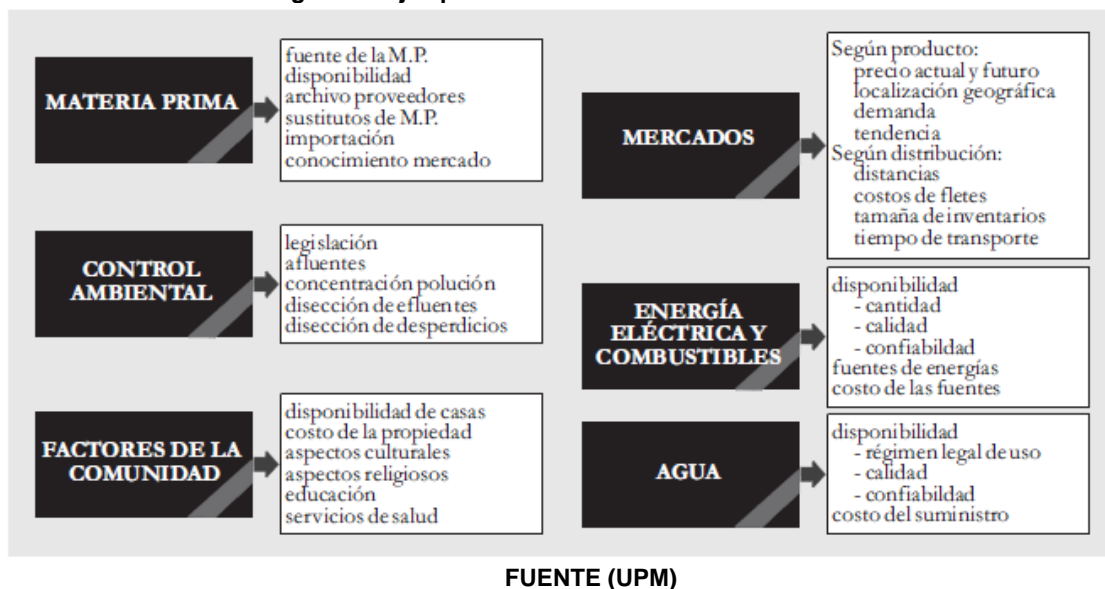 MATERIA PRIMA
fuente de la M.P.
disponibilidad
archivo proveedores
sustitutos de M.P.
importación
conocimiento mercado
CONTROL
AMBIENTAL
legislación
afluentes
concentración polución
disección de efluentes
disección de desperdicios
FACTORES DE LA
COMUNIDAD
disponibilidad de casas
costo de la propiedad
aspectos culturales
aspectos religiosos
educación
servicios de salud
MERCADOS
Según producto:
precio actual y futuro
localización geográfica
demanda
tendencia
Según distribución:
distancias
costos de fletes
tamaña de inventarios
tiempo de transporte
ENERGÍA
ELÉCTRICA Y
COMBUSTIBLES
disponibilidad
- cantidad
- calidad
- confiabildad
fuentes de energías
costo de las fuentes
AGUA
disponibilidad
- régimen legal de uso
- calidad
- confiabildad
costo del suministro
FUENTE (UPM)